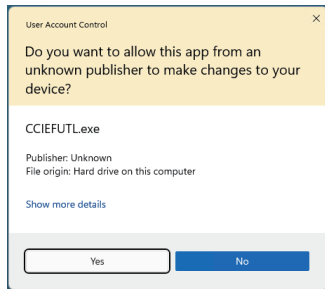 User Account Control
Do you want to allow this app from an
unknown publisher to make changes to your
device?
CCIEFUTL.exe
Publisher: Unknown
File origin: Hard drive on this computer
Show more details
Yes
No